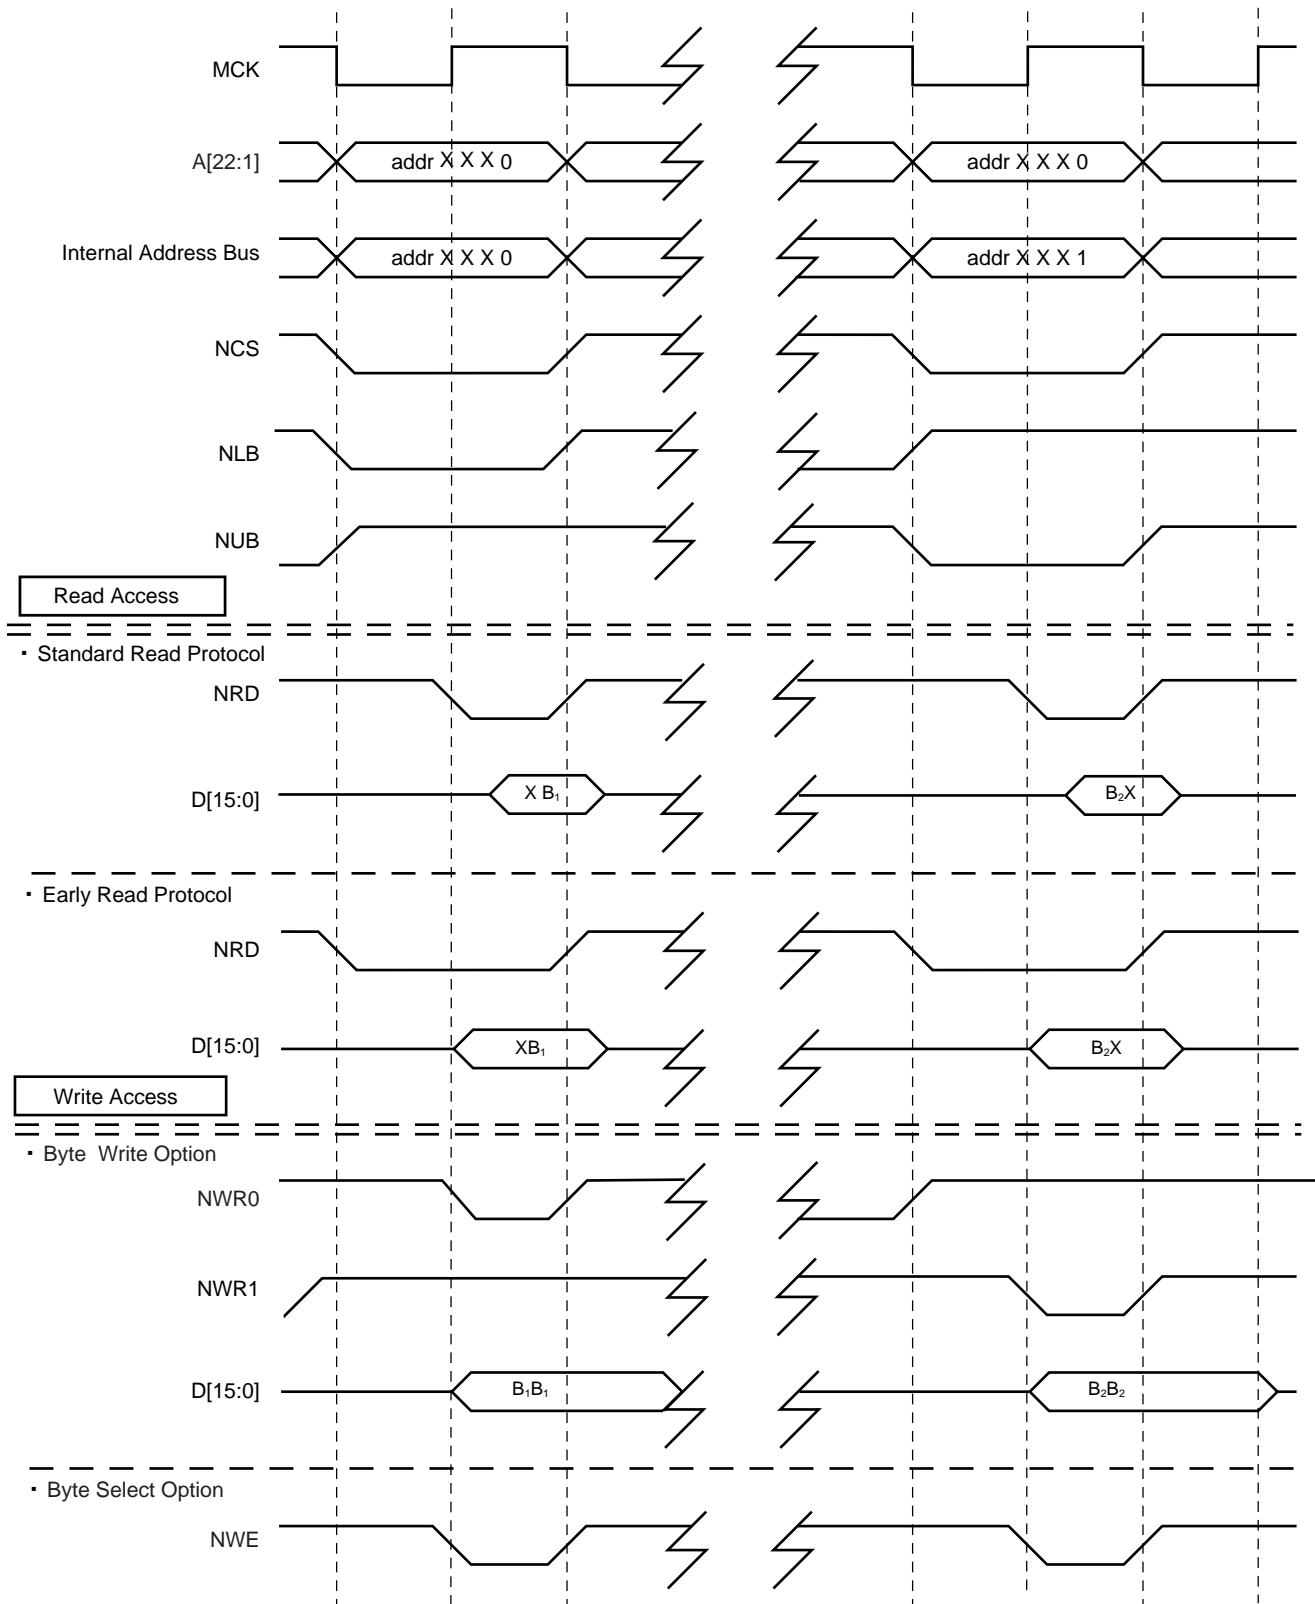 MCK
A[22:1]
addr X X X 0
addr X X X 0
Internal Address Bus
addr X X X 0
addr X X X 1
NCS
NLB
NUB
Read Access
· Standard Read Protocol
NRD
D[15:0]
X B₁
B₂X
· Early Read Protocol
NRD
D[15:0]
XB₁
B₂X
Write Access
· Byte Write Option
NWR0
NWR1
D[15:0]
B₁B₁
B₂B₂
· Byte Select Option
NWE